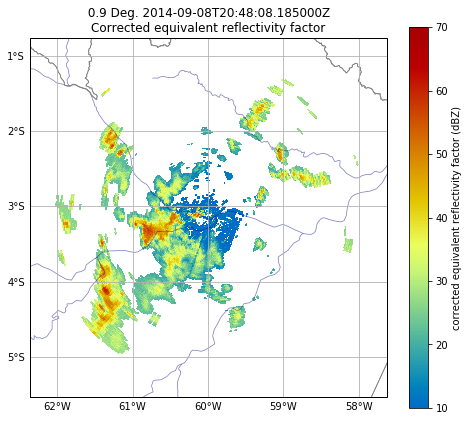 0.9 Deg. 2014-09-08T20:48:08.185000Z
Corrected equivalent reflectivity factor
1°S
2°S
3°S
4°S
5°S
62°W 61°W 60°W 59°W 58°W
70
60
50
40
30
20
10
corrected equivalent reflectivity factor (dBZ)